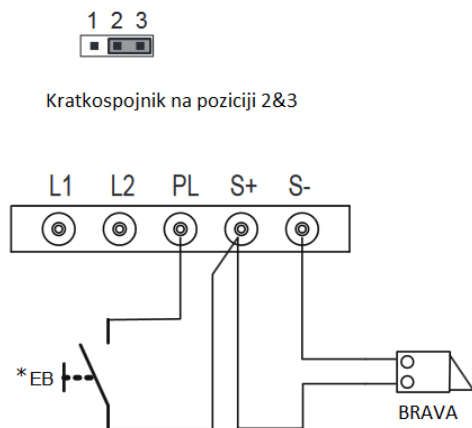 1 2 3
Kratkospojnik na poziciji 2&3
L1 L2 PL S+ S-
*EB
BRAVA